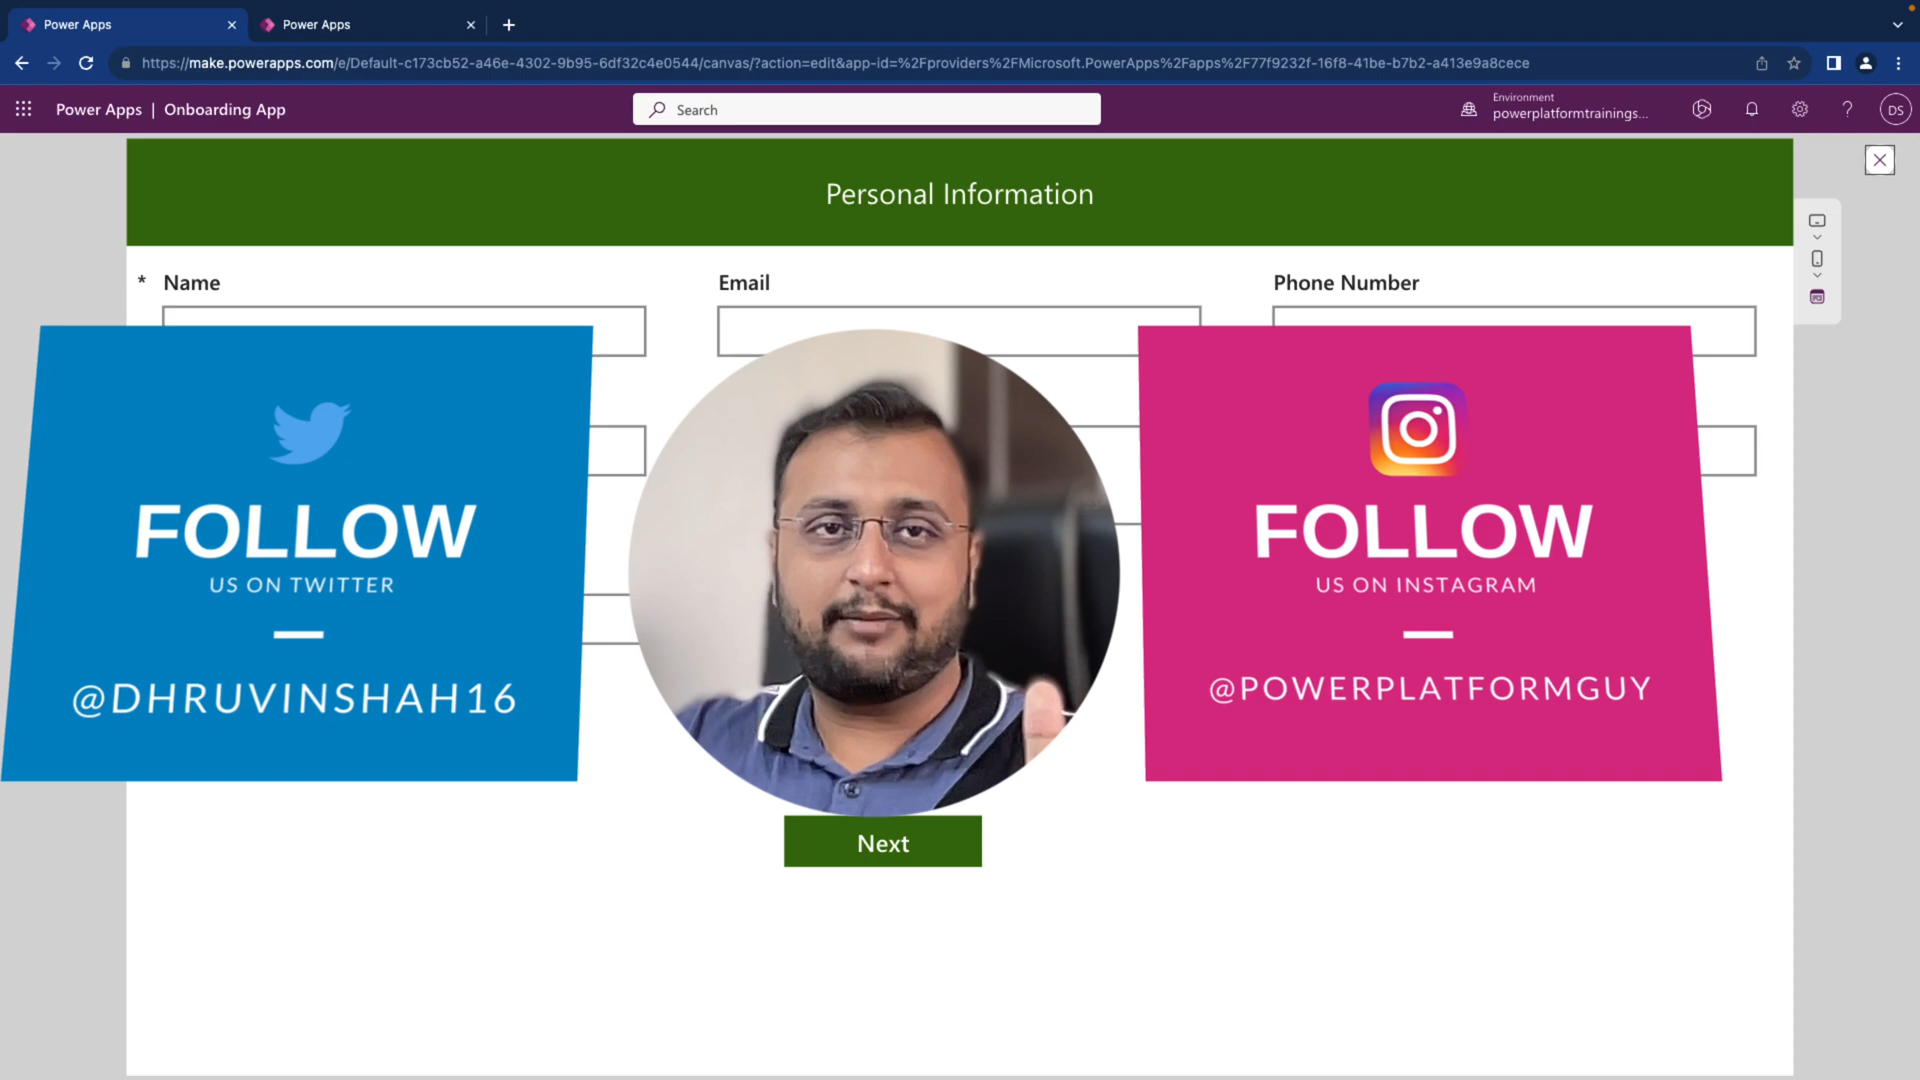 Power Apps
Power Apps
https://make.powerapps.com/e/Default-c173cb52-a46e-4302-9b95-6df32c4e0544/canvas/?action=edit&app-id=%2Fproviders%2FMicrosoft.PowerApps%2Fapps%2F77f9232f-16f8-41be-b7b2-a413e9a8cece
Power Apps | Onboarding App
Search
Environment
powerplatformtrainings...
DS
Personal Information
* Name
Email
Phone Number
FOLLOW
US ON TWITTER
@DHRUVINSHAH16
FOLLOW
US ON INSTAGRAM
@POWERPLATFORMGUY
Next